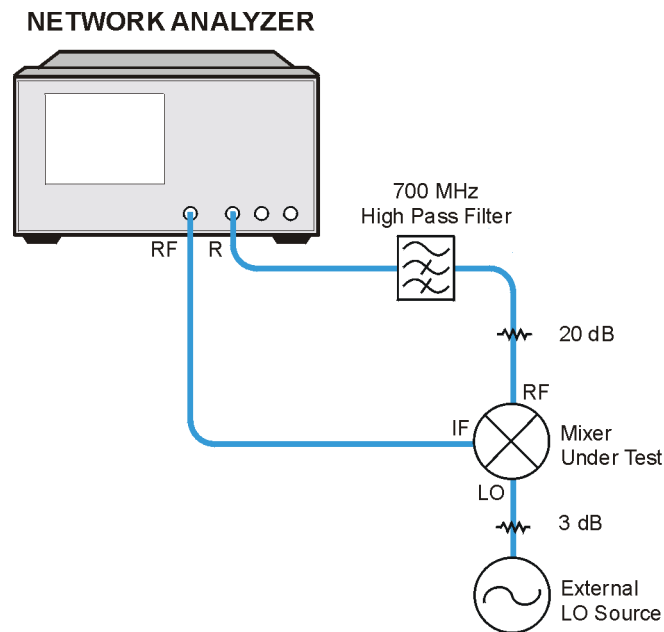 NETWORK ANALYZER
RF
R
700 MHz
High Pass Filter
20 dB
RF
IF
Mixer
Under Test
LO
3 dB
External
LO Source